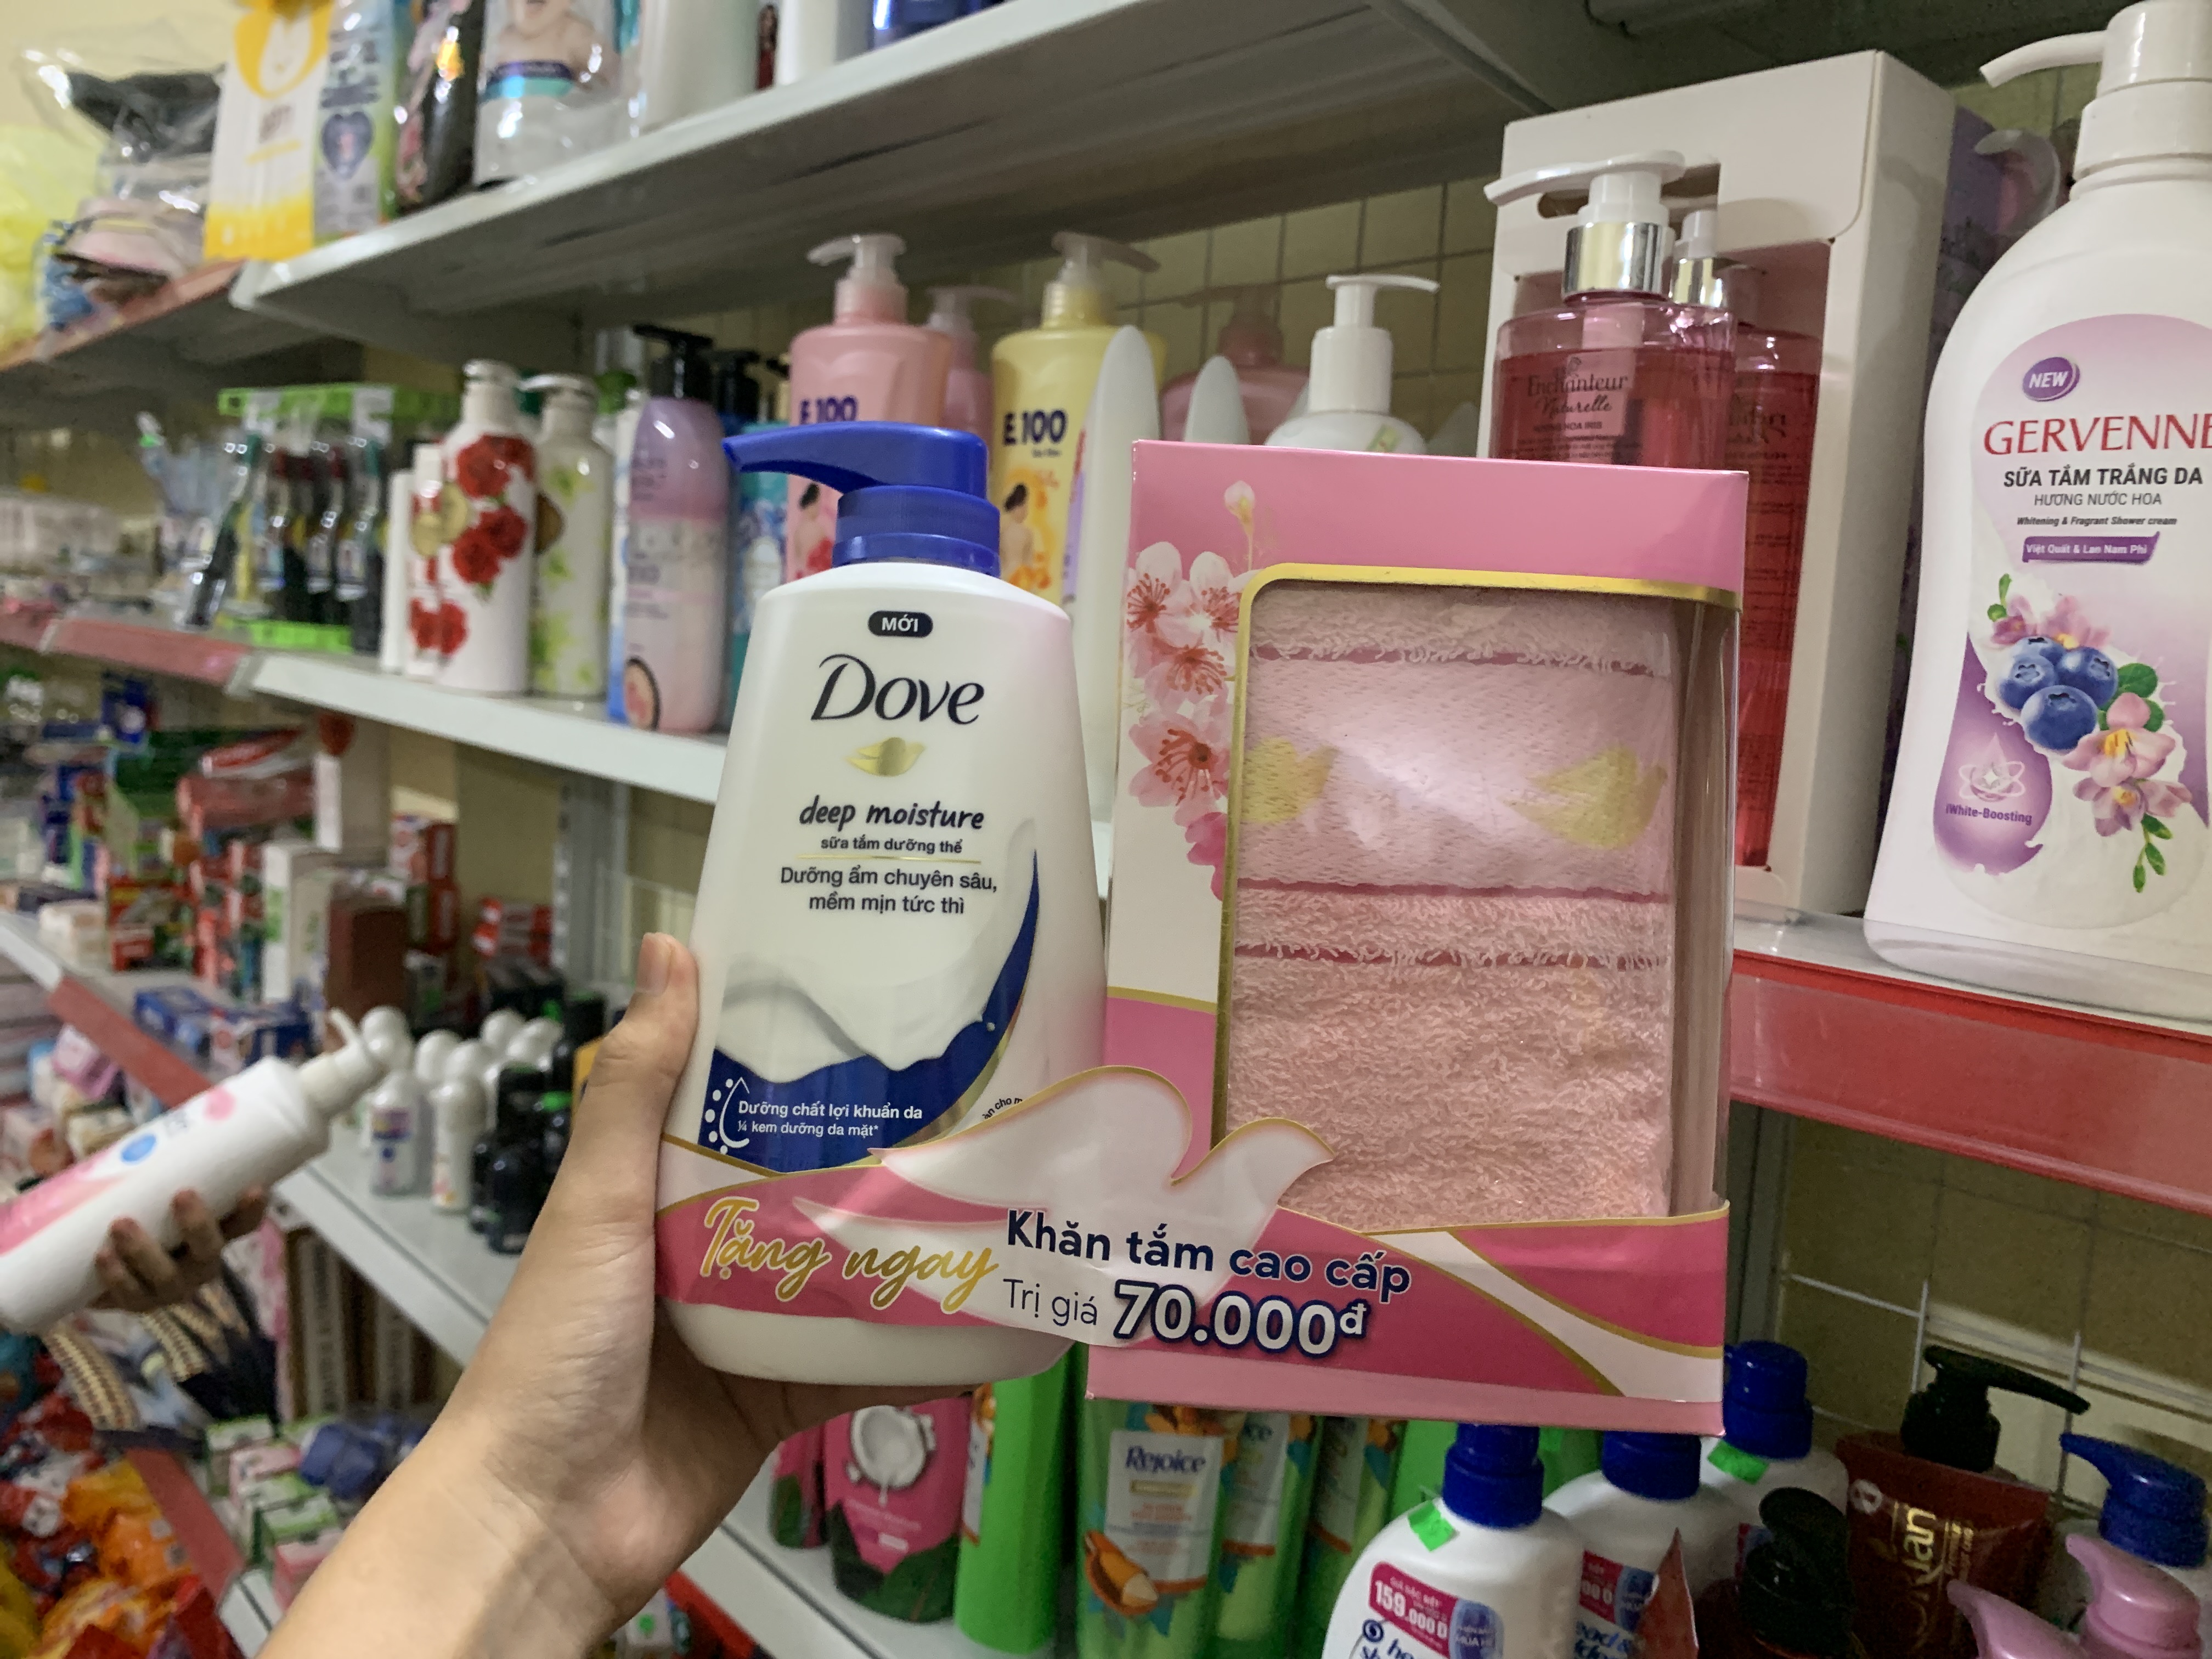 MỚI
Dove
deep moisture
sữa tắm dưỡng thể
Dưỡng ẩm chuyên sâu,
mềm mịn tức thì
Dưỡng chất lợi khuẩn da
¼ kem dưỡng da mặt*
Tặng ngay
Khăn tắm cao cấp
Trị giá 70.000đ
E100
E100
Enchanteur
Naturelle
NEW
GERVENNE
SỮA TẮM TRẮNG DA
HƯƠNG NƯỚC HOA
Whitening & Fragrant Shower cream
Việt Quất & Lan Nam Phi
iWhite-Boosting
Rejoice
159.000Đ